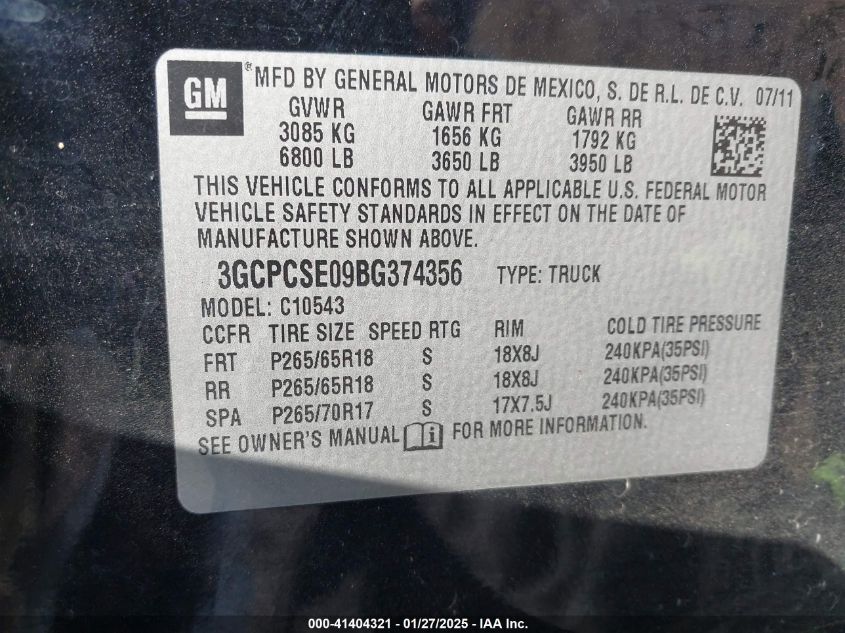 GM ® MFD BY GENERAL MOTORS DE MEXICO, S. DE R.L. DE C.V. 07/11
GVWR GAWR FRT GAWR RR
3085 KG 1656 KG 1792 KG
6800 LB 3650 LB 3950 LB
THIS VEHICLE CONFORMS TO ALL APPLICABLE U.S. FEDERAL MOTOR
VEHICLE SAFETY STANDARDS IN EFFECT ON THE DATE OF
MANUFACTURE SHOWN ABOVE.
3GCPCSE09BG374356 TYPE: TRUCK
MODEL: C10543
CCFR TIRE SIZE SPEED RTG RIM COLD TIRE PRESSURE
FRT P265/65R18 S 18X8J 240KPA(35PSI)
RR P265/65R18 S 18X8J 240KPA(35PSI)
SPA P265/70R17 S 17X7.5J 240KPA(35PSI)
SEE OWNER'S MANUAL i FOR MORE INFORMATION.
000-41404321 - 01/27/2025 - IAA Inc.